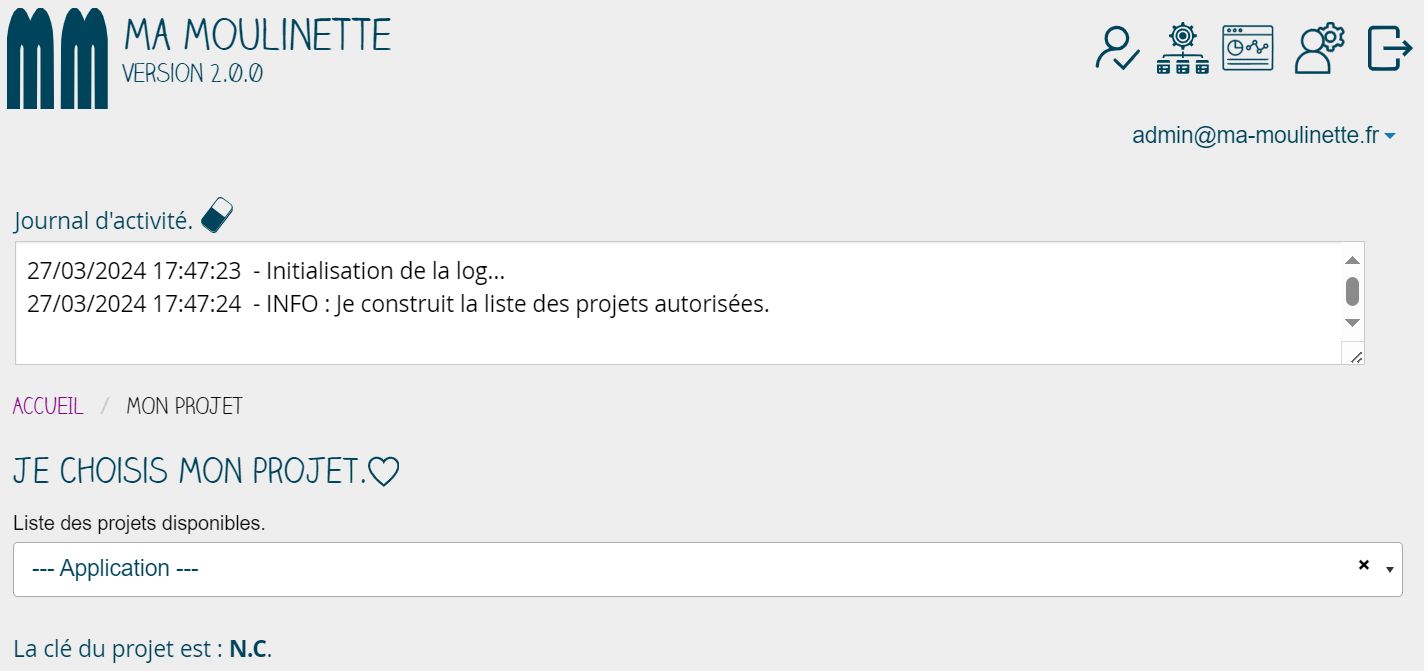 MA MOULINETTE
VERSION 2.0.0
admin@ma-moulinette.fr
Journal d'activité.
27/03/2024 17:47:23 - Initialisation de la log...
27/03/2024 17:47:24 - INFO : Je construit la liste des projets autorisées.
ACCUEIL / MON PROJET
JE CHOISIS MON PROJET.
Liste des projets disponibles.
--- Application ---
La clé du projet est : N.C.